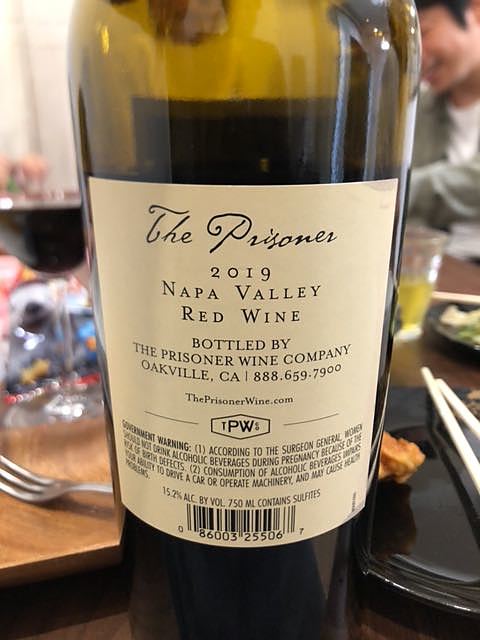 The Prisoner
2019
NAPA VALLEY
RED WINE
BOTTLED BY
THE PRISONER WINE COMPANY
OAKVILLE, CA | 888.659.7900
ThePrisonerWine.com
TPWS
GOVERNMENT WARNING: (1) ACCORDING TO THE SURGEON GENERAL, WOMEN
SHOULD NOT DRINK ALCOHOLIC BEVERAGES DURING PREGNANCY BECAUSE OF THE
RISK OF BIRTH DEFECTS. (2) CONSUMPTION OF ALCOHOLIC BEVERAGES IMPAIRS
YOUR ABILITY TO DRIVE A CAR OR OPERATE MACHINERY, AND MAY CAUSE HEALTH
PROBLEMS.
15.2% ALC. BY VOL. 750 ML CONTAINS SULFITES
0 86003 25506 7